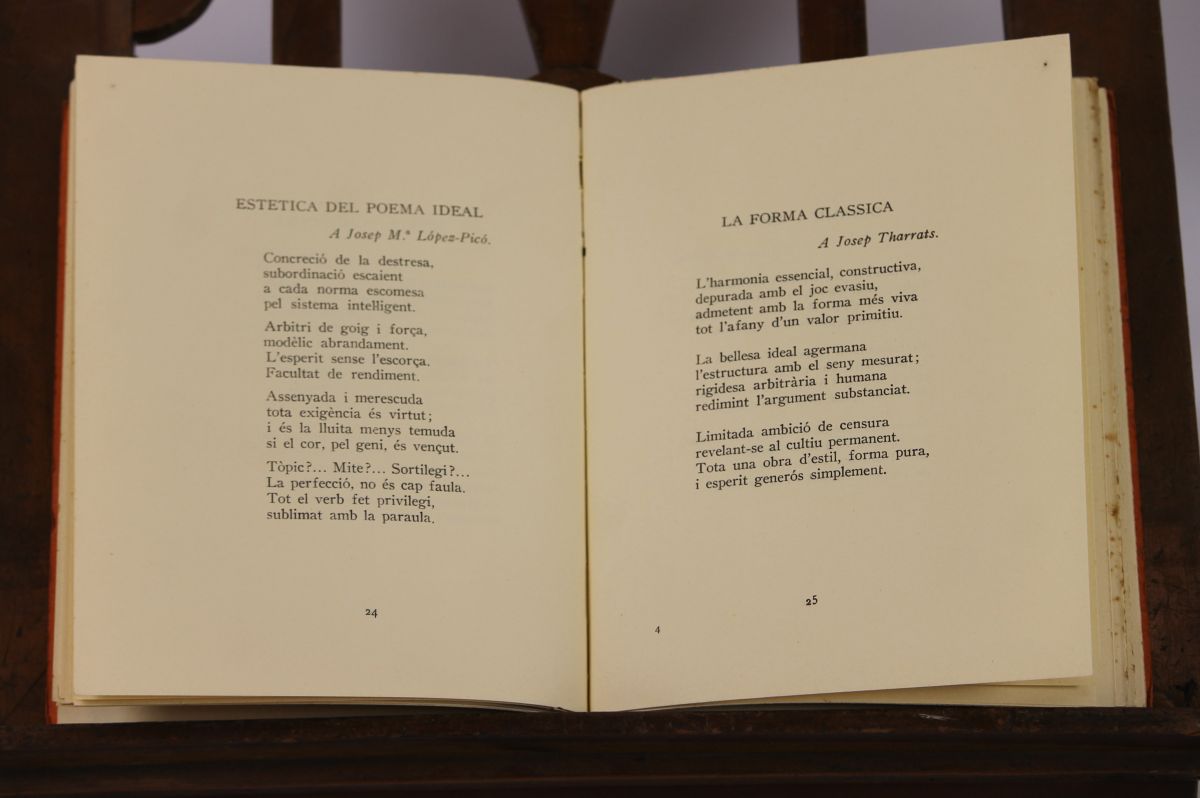 ESTETICA DEL POEMA IDEAL
A Josep M.ª López-Picó.
Concreció de la destresa,
subordinació escaient
a cada norma escomesa
pel sistema intel·ligent.
Arbitri de goig i força,
modèlic abrandament.
L'esperit sense l'escorça.
Facultat de rendiment.
Assenyada i merescuda
tota exigència és virtut;
i és la lluita menys temuda
si el cor, pel geni, és vençut.
Tòpic?... Mite?... Sortilegi?...
La perfecció, no és cap faula.
Tot el verb fet privilegi,
sublimat amb la paraula.
24
LA FORMA CLASSICA
A Josep Tharrats.
L'harmonia essencial, constructiva,
depurada amb el joc evasiu,
admetent amb la forma més viva
tot l'afany d'un valor primitiu.
La bellesa ideal agermana
l'estructura amb el seny mesurat;
rigidesa arbitrària i humana
redimint l'argument substanciat.
Limitada ambició de censura
revelant-se al cultiu permanent.
Tota una obra d'estil, forma pura,
i esperit generós simplement.
25
4